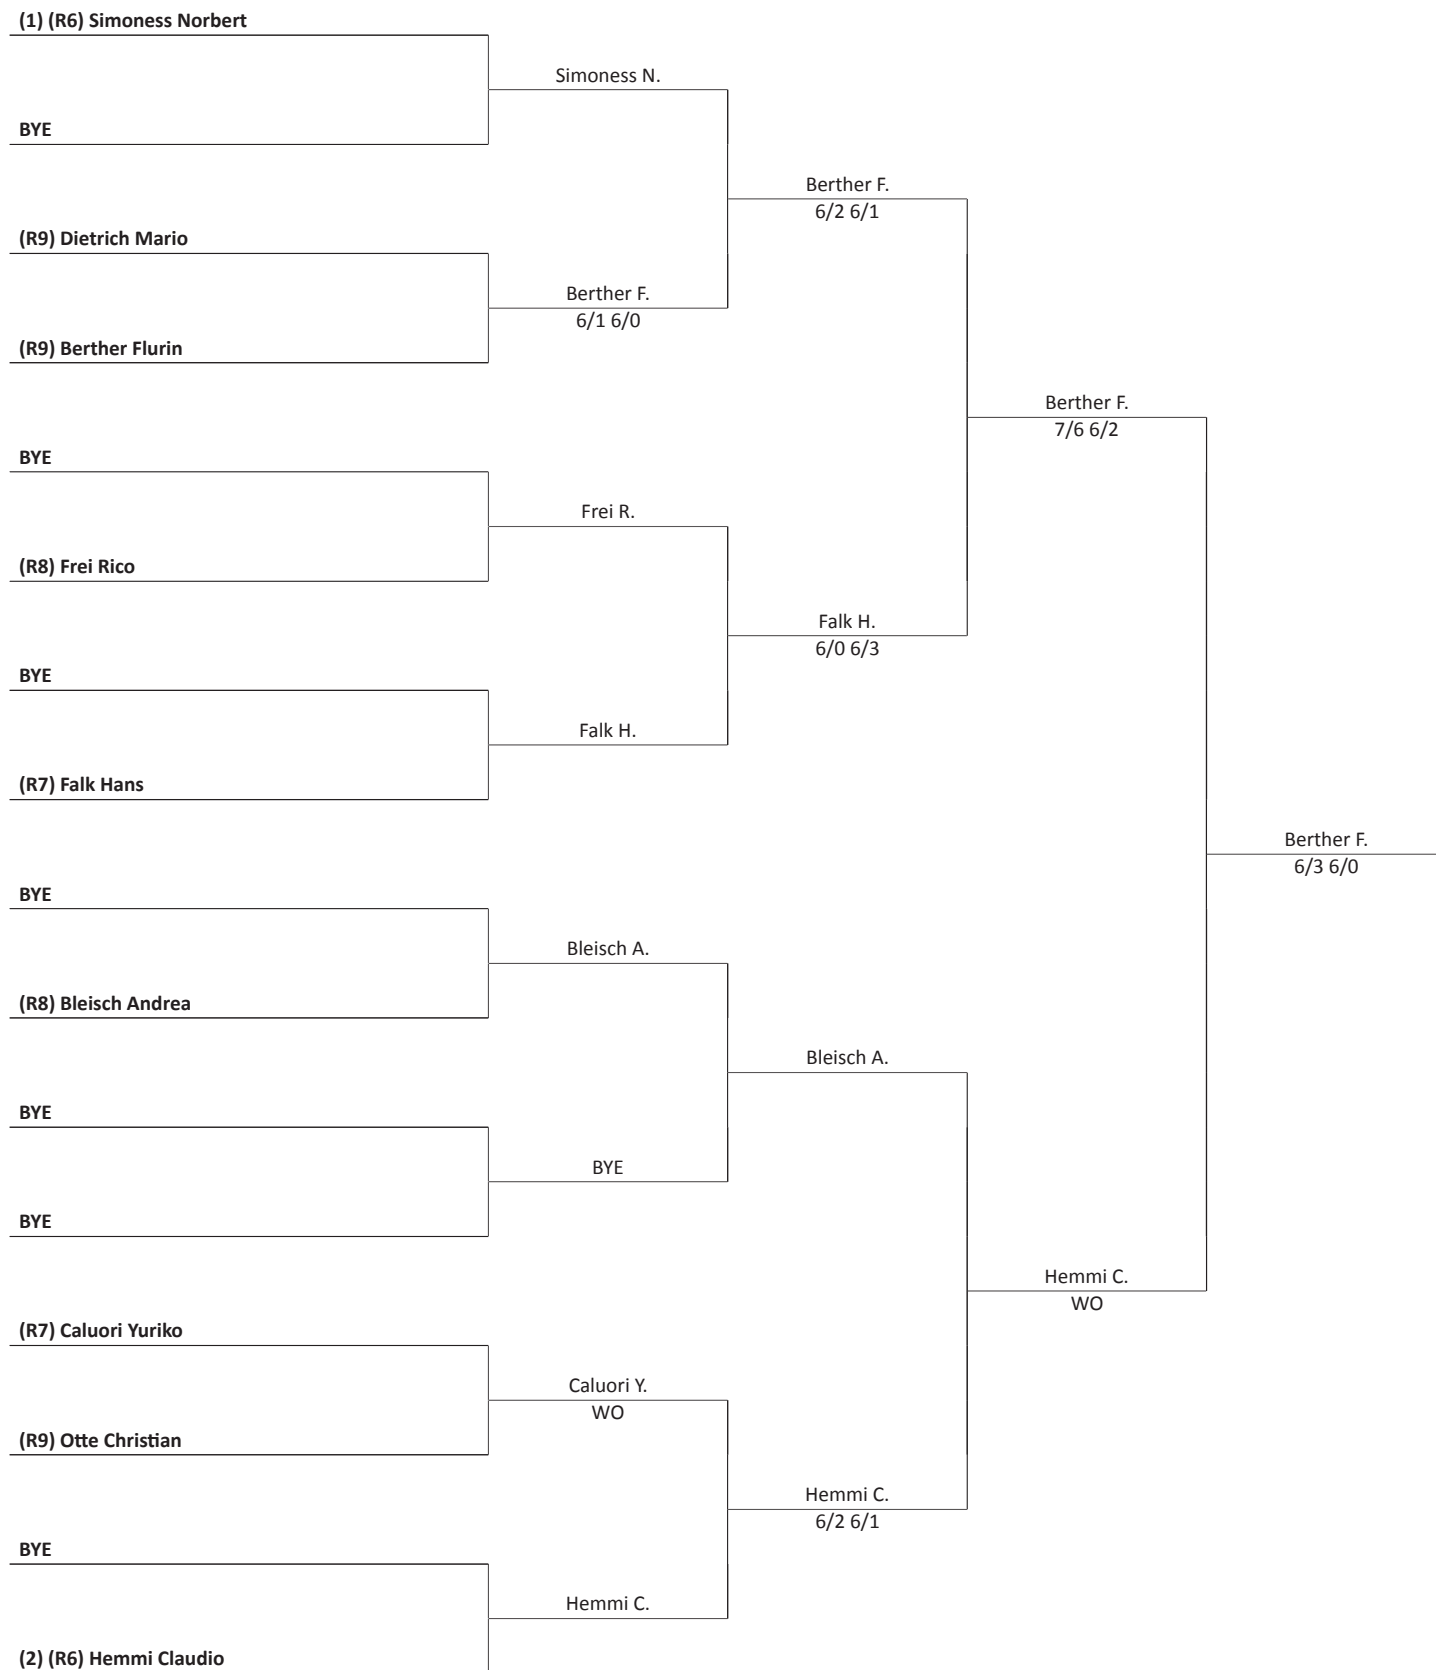 (1) (R6) Simoness Norbert
Simoness N.
BYE
Berther F.
6/2 6/1
(R9) Dietrich Mario
Berther F.
6/1 6/0
(R9) Berther Flurin
Berther F.
7/6 6/2
BYE
Frei R.
(R8) Frei Rico
Falk H.
6/0 6/3
BYE
Falk H.
(R7) Falk Hans
Berther F.
6/3 6/0
BYE
Bleisch A.
(R8) Bleisch Andrea
Bleisch A.
BYE
BYE
BYE
Hemmi C.
WO
(R7) Caluori Yuriko
Caluori Y.
WO
(R9) Otte Christian
Hemmi C.
6/2 6/1
BYE
Hemmi C.
(2) (R6) Hemmi Claudio